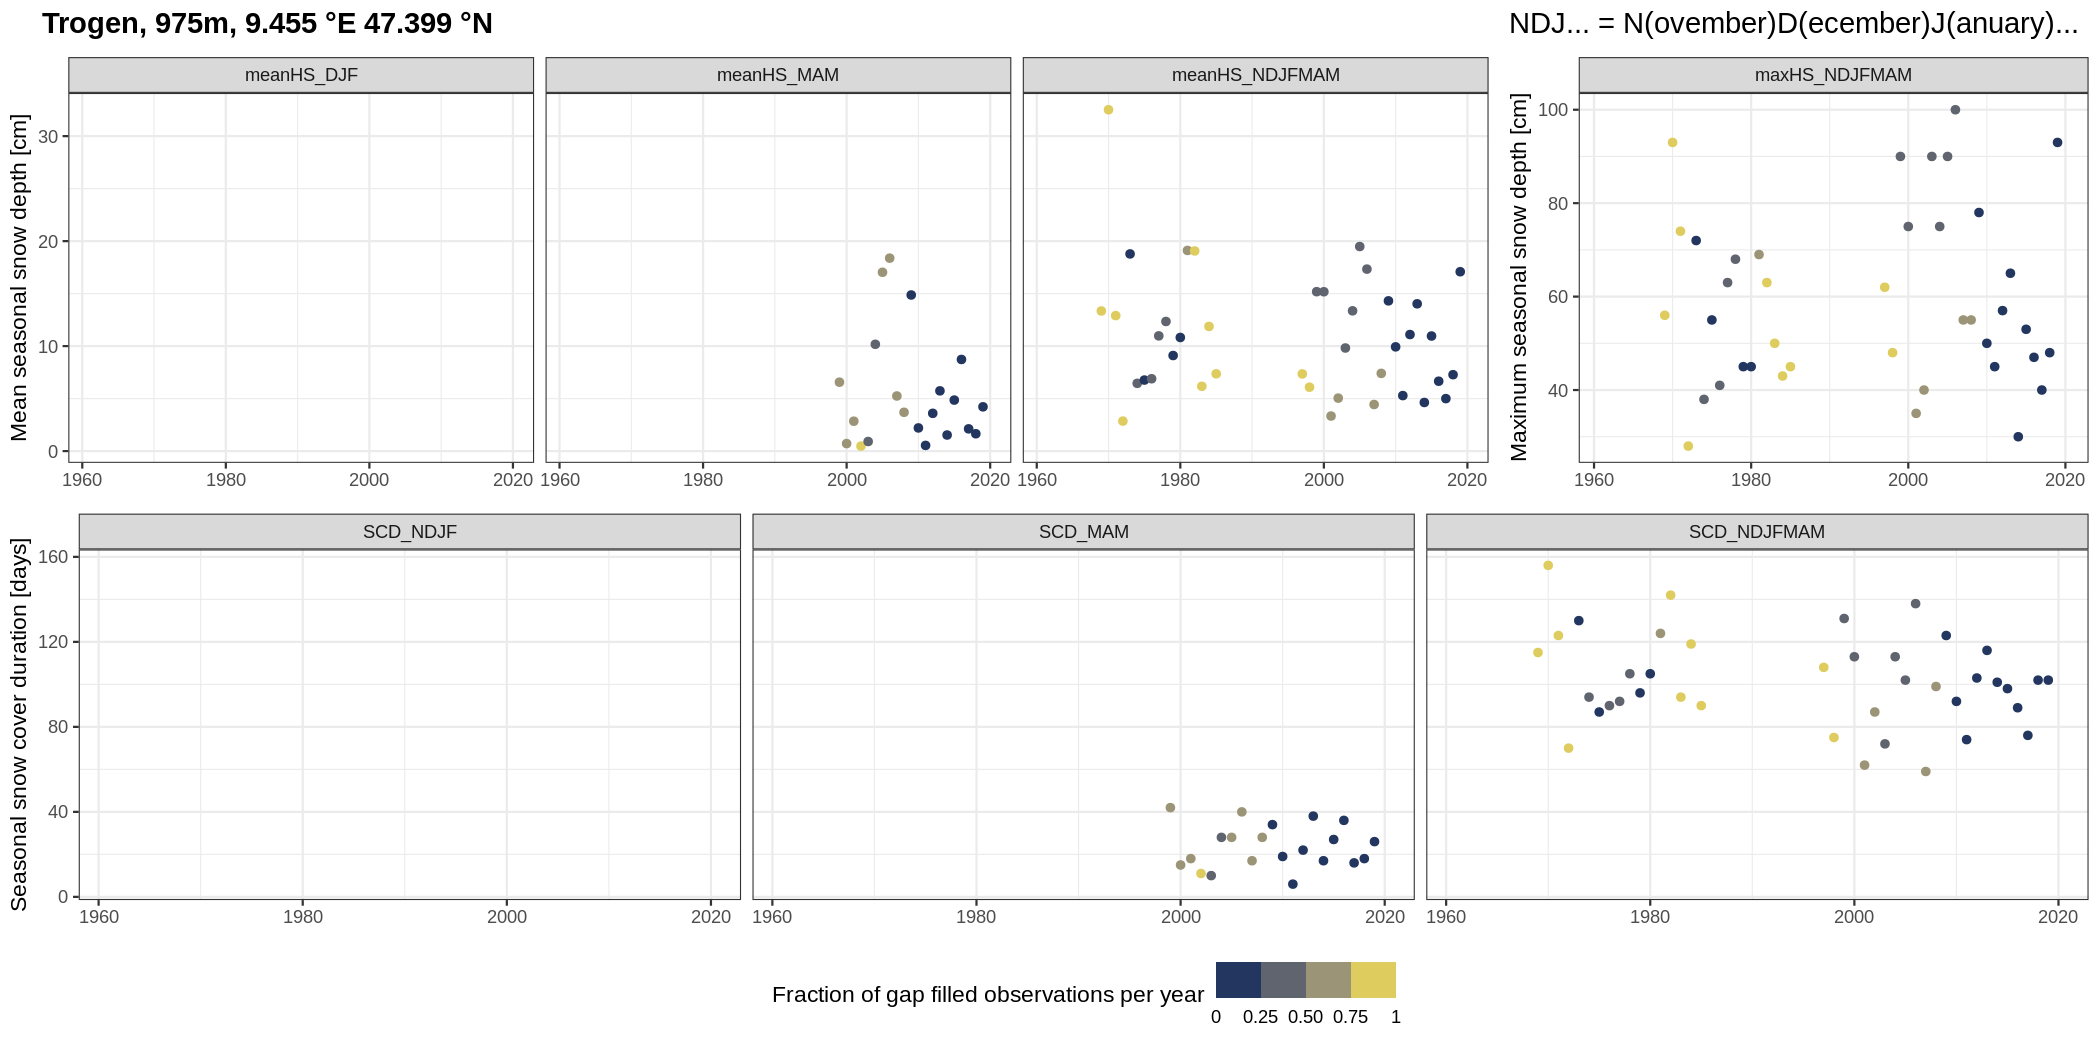 Trogen, 975m, 9.455 °E 47.399 °N
NDJ... = N(ovember)D(ecember)J(anuary)...
meanHS_DJF
meanHS_MAM
meanHS_NDJFMAM
maxHS_NDJFMAM
Mean seasonal snow depth [cm]
30
20
10
0
1960 1980 2000 2020
1960 1980 2000 2020
1960 1980 2000 2020
Maximum seasonal snow depth [cm]
100
80
60
40
1960 1980 2000 2020
SCD_NDJF
SCD_MAM
SCD_NDJFMAM
Seasonal snow cover duration [days]
160
120
80
40
0
1960 1980 2000 2020
1960 1980 2000 2020
1960 1980 2000 2020
Fraction of gap filled observations per year
0 0.25 0.50 0.75 1